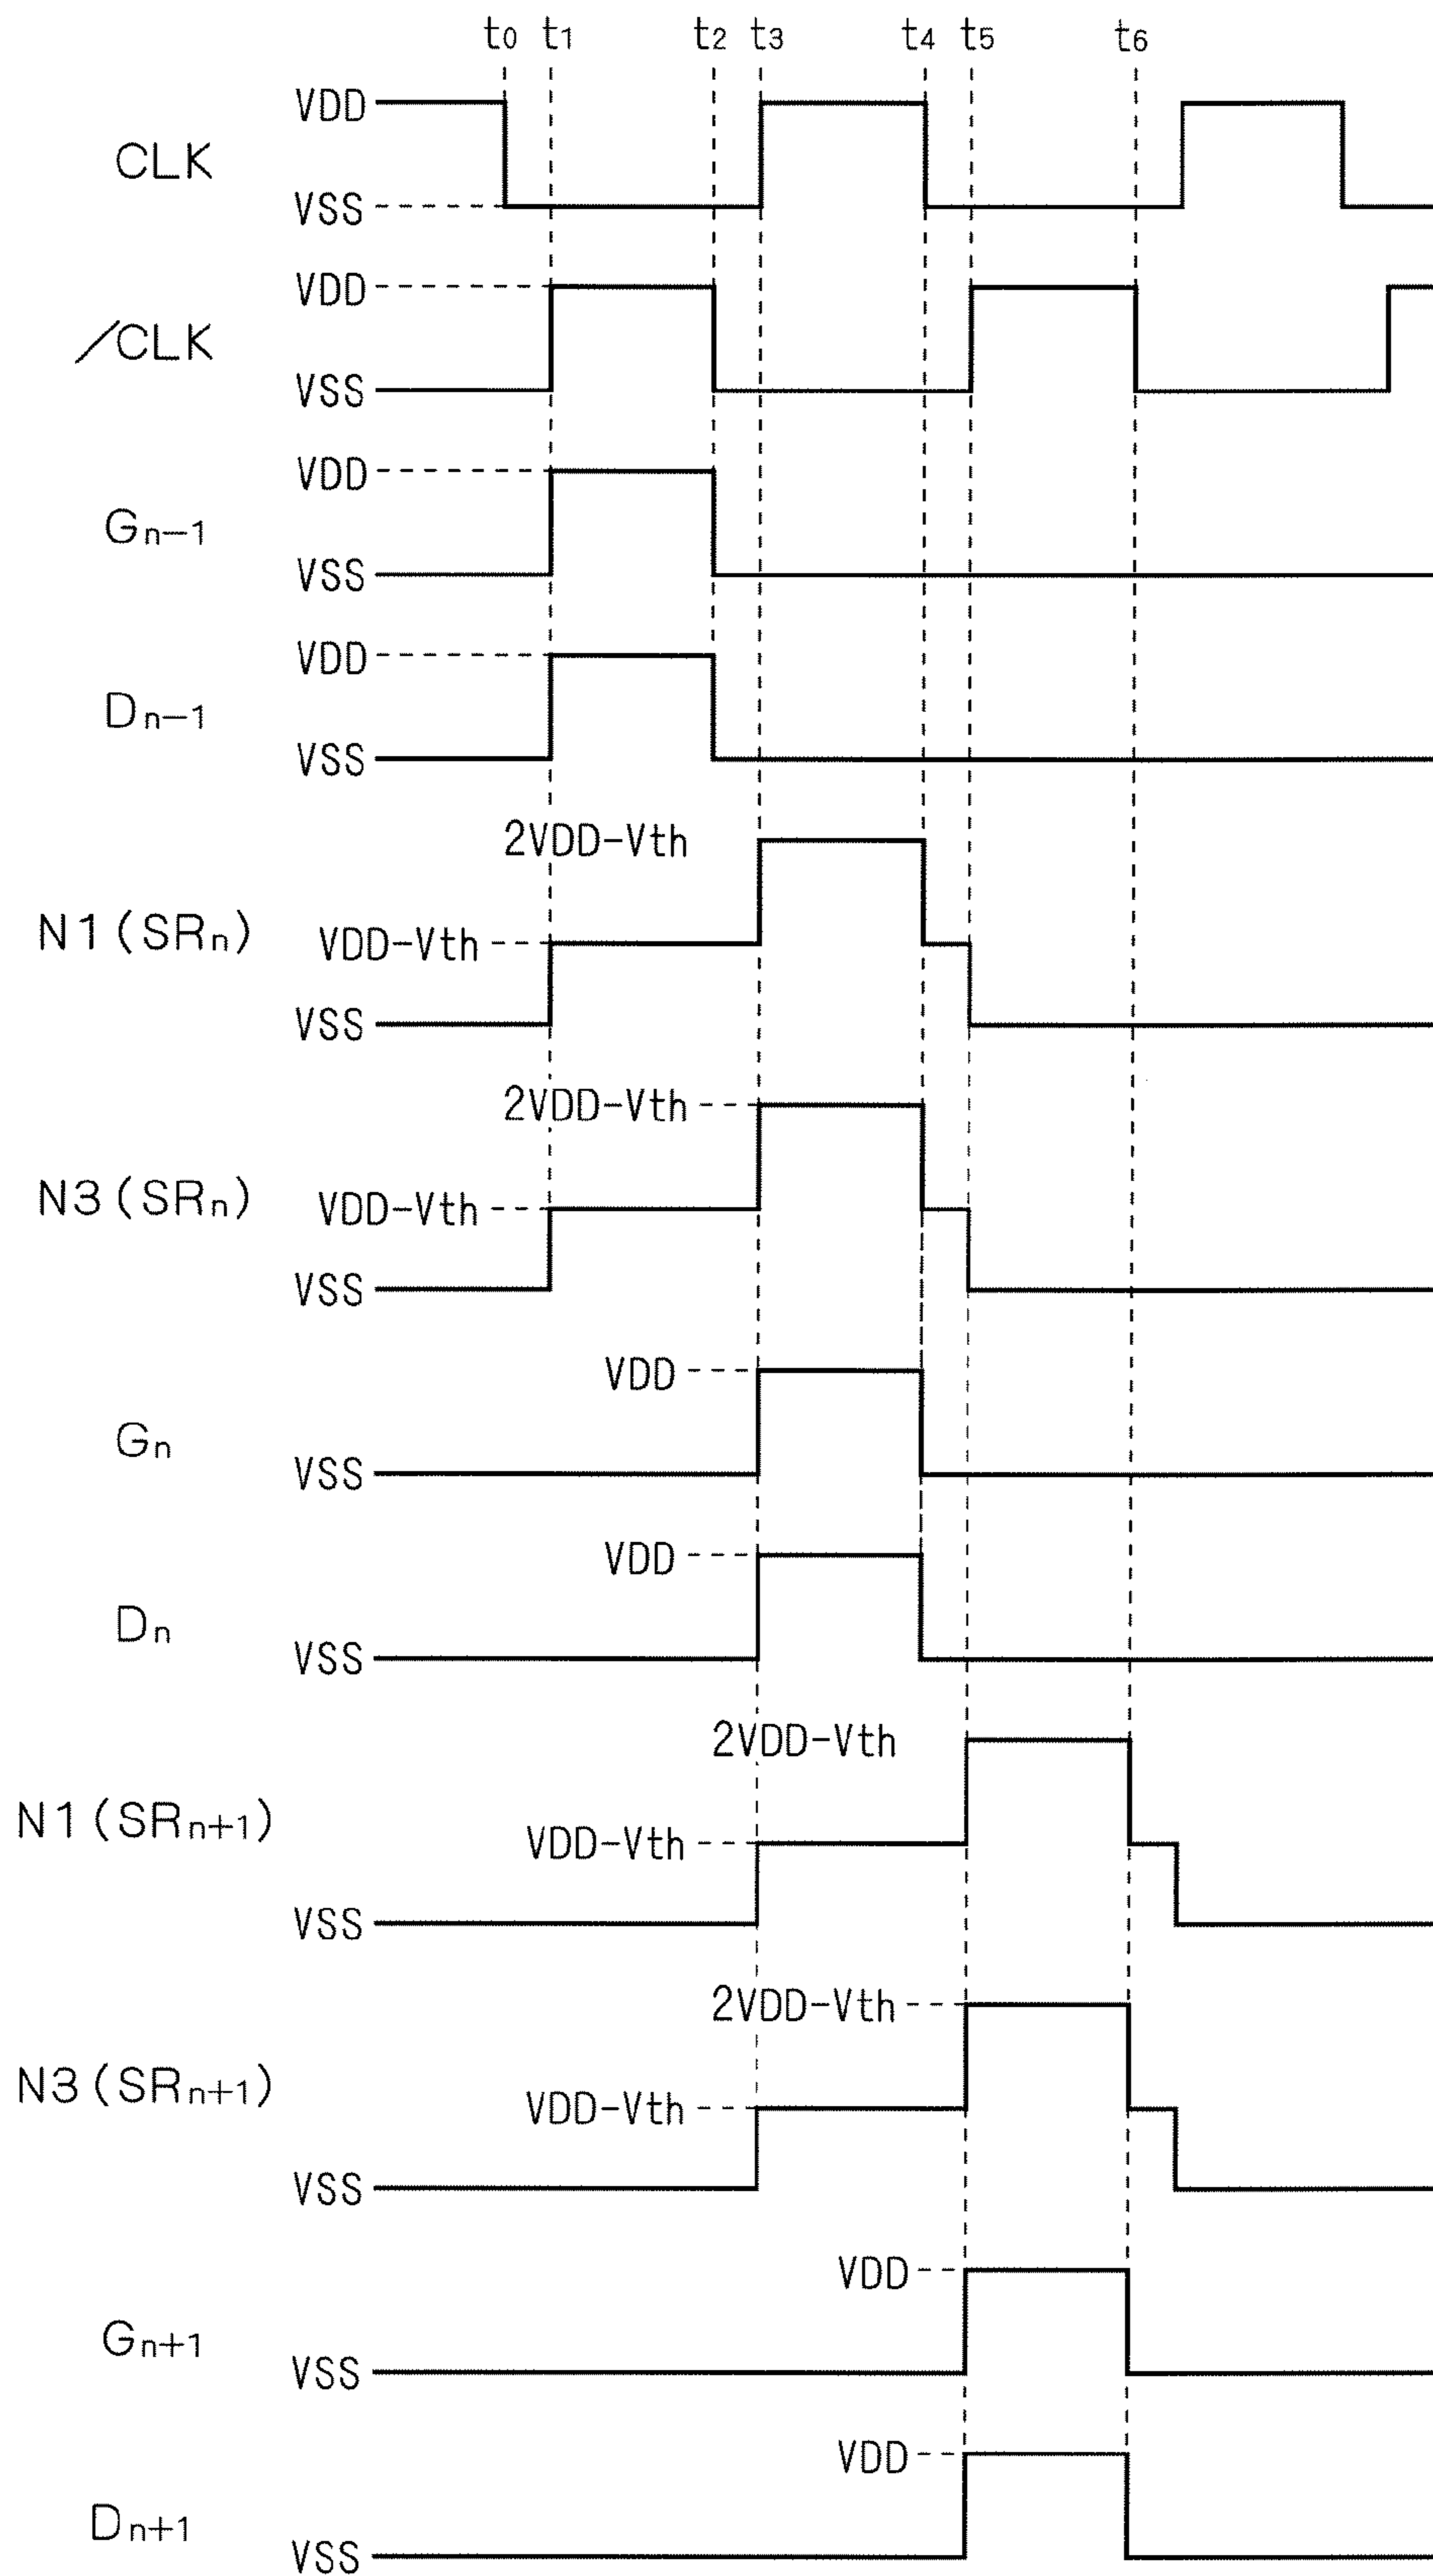 t0 t1 t2 t3 t4 t5 t6
VDD
CLK
VSS
VDD
/CLK
VSS
VDD
Gn-1
VSS
VDD
Dn-1
VSS
2VDD-Vth
N1(SRn) VDD-Vth
VSS
2VDD-Vth
N3(SRn) VDD-Vth
VSS
VDD
Gn
VSS
VDD
Dn
VSS
2VDD-Vth
N1(SRn+1) VDD-Vth
VSS
2VDD-Vth
N3(SRn+1) VDD-Vth
VSS
VDD
Gn+1
VSS
VDD
Dn+1
VSS